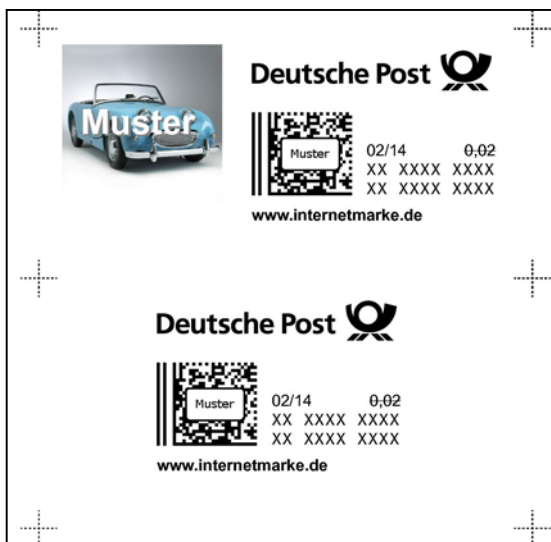 Muster
Deutsche Post
Muster
02/14 0,02
XX XXXX XXXX
XX XXXX XXXX
www.internetmarke.de
Deutsche Post
Muster
02/14 0,02
XX XXXX XXXX
XX XXXX XXXX
www.internetmarke.de